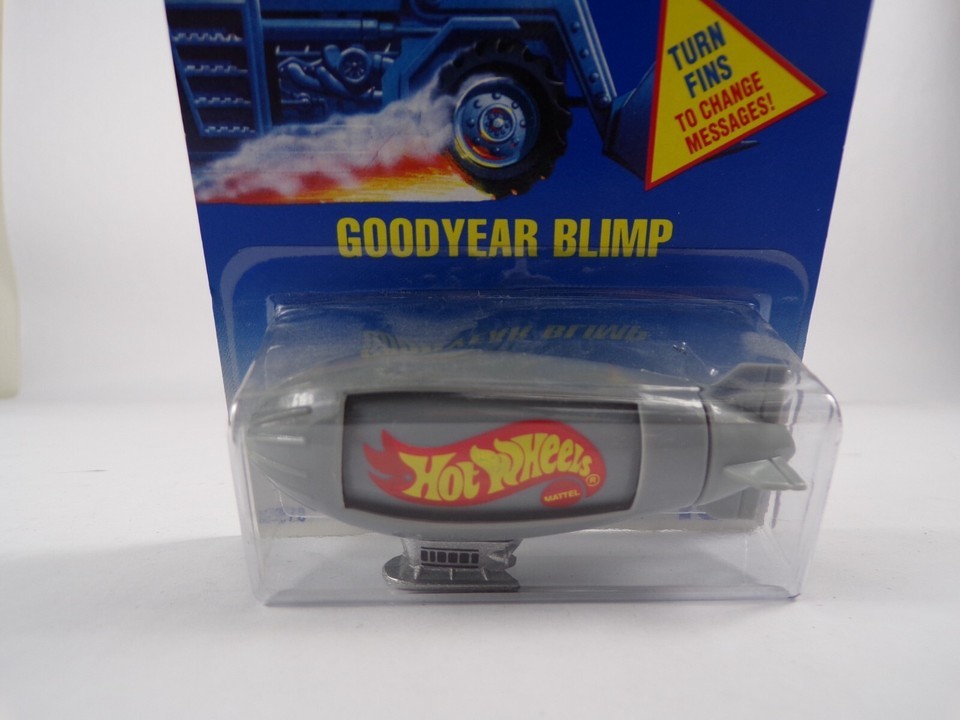 TURN
FINS
TO CHANGE
MESSAGES!
GOODYEAR BLIMP
HOT WHEELS®
MATTEL